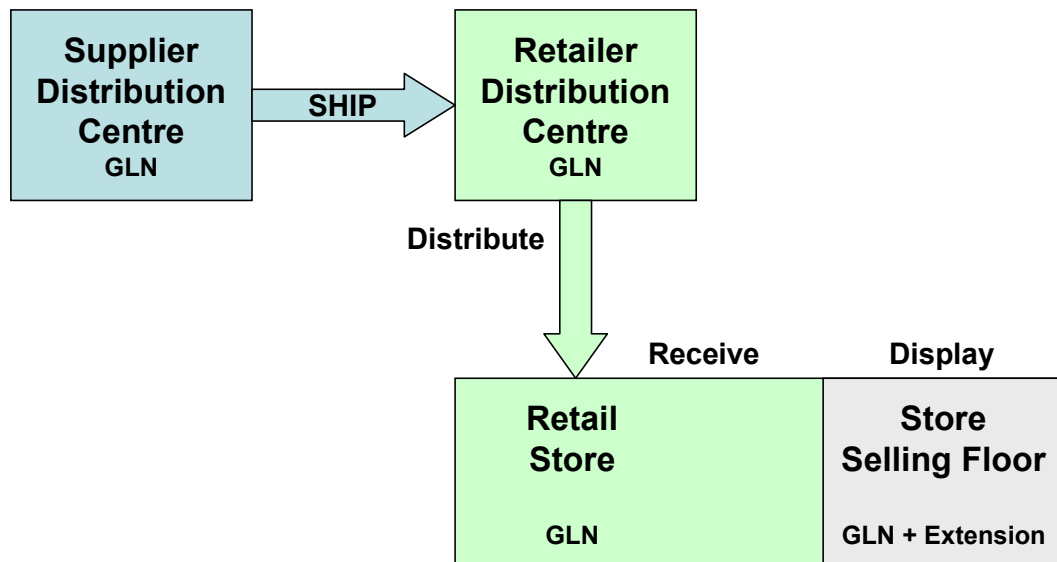 Supplier
Distribution
Centre
GLN
SHIP
Retailer
Distribution
Centre
GLN
Distribute
Receive
Display
Retail
Store
GLN
Store
Selling Floor
GLN + Extension